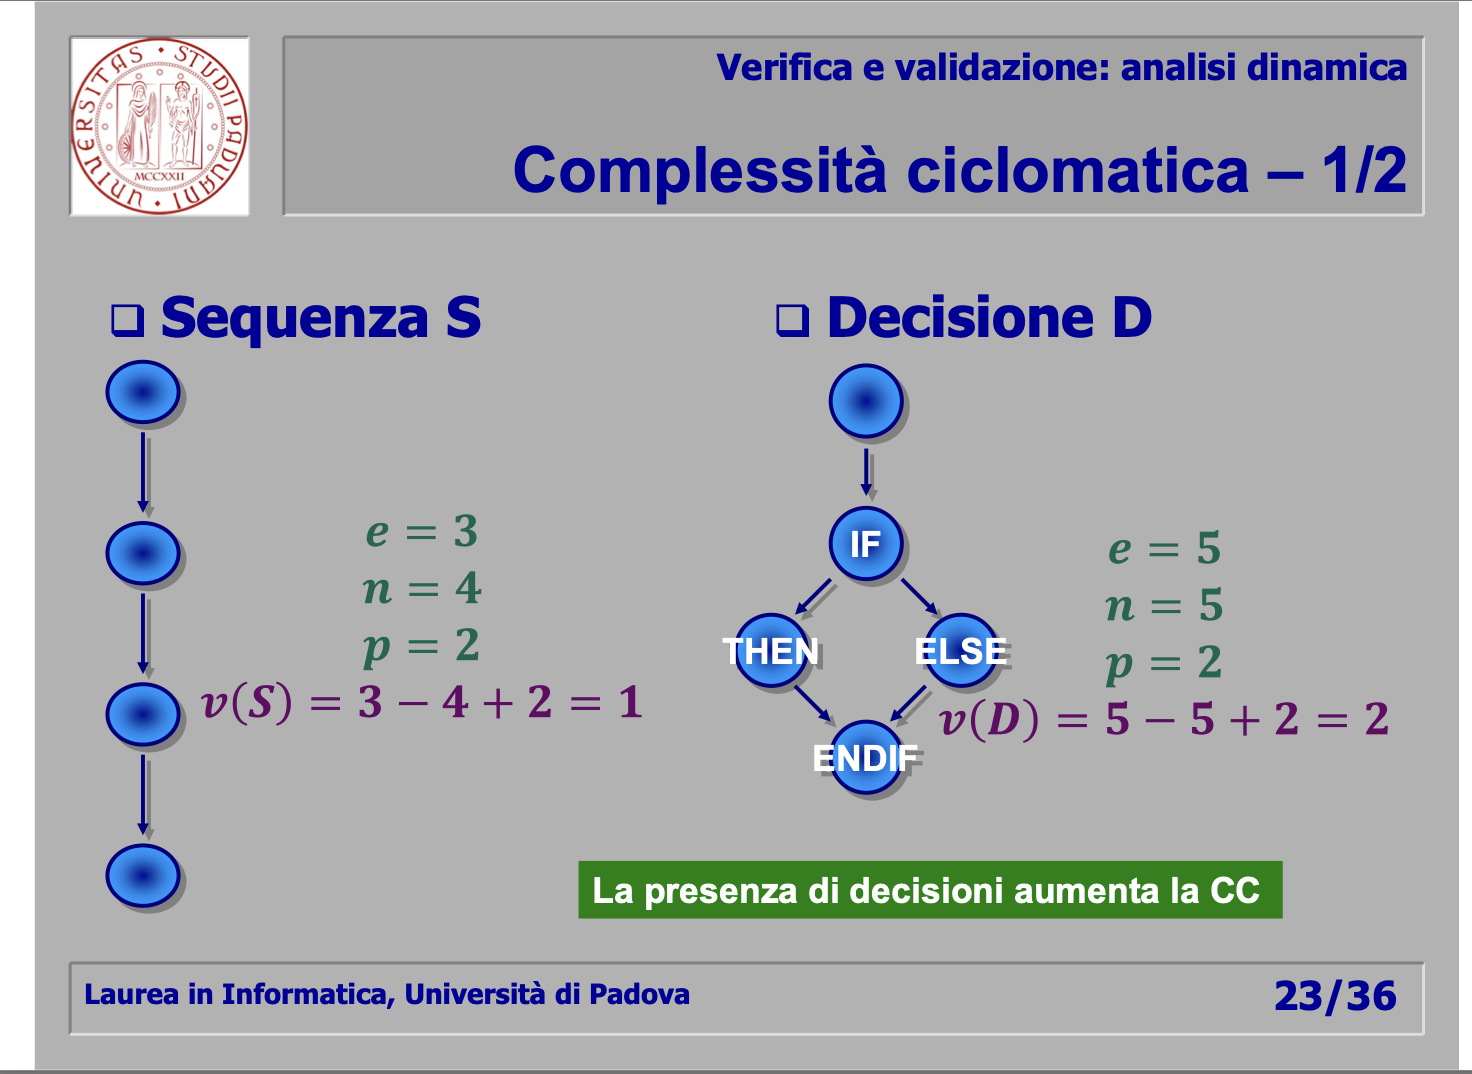 UNIVERSITAS • STUDII PADUANI •
MCCXXII
Verifica e validazione: analisi dinamica
Complessità ciclomatica – 1/2
❑ Sequenza S
e = 3
n = 4
p = 2
v(S) = 3 − 4 + 2 = 1
❑ Decisione D
IF
THEN
ELSE
ENDIF
e = 5
n = 5
p = 2
v(D) = 5 − 5 + 2 = 2
La presenza di decisioni aumenta la CC
Laurea in Informatica, Università di Padova
23/36